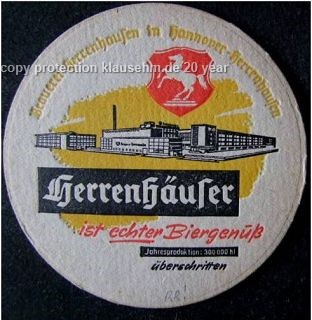 Brauerei Herrenhausen in Hannover-Herrenhausen
copy protection klausehm.de 20 year
Herrenhäuser
ist echter Biergenuß
Jahresproduktion: 300 000 hl
überschritten